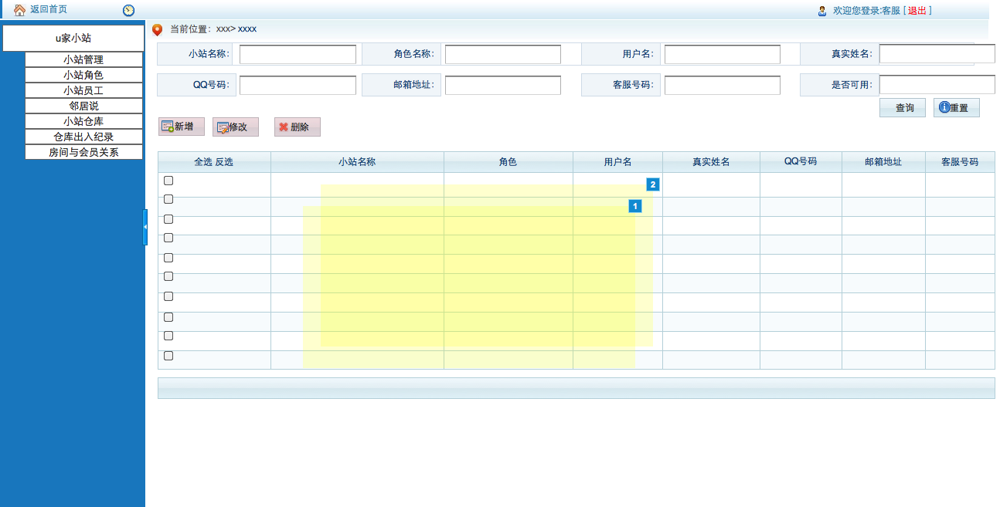 返回首页
欢迎您登录:客服 [ 退出 ]
u家小站
小站管理
小站角色
小站员工
邻居说
小站仓库
仓库出入纪录
房间与会员关系
当前位置：xxx> xxxx
小站名称：
角色名称：
用户名：
真实姓名：
QQ号码：
邮箱地址：
客服号码：
是否可用：
查询
重置
新增
修改
删除
全选 反选
小站名称
角色
用户名
真实姓名
QQ号码
邮箱地址
客服号码
2
1